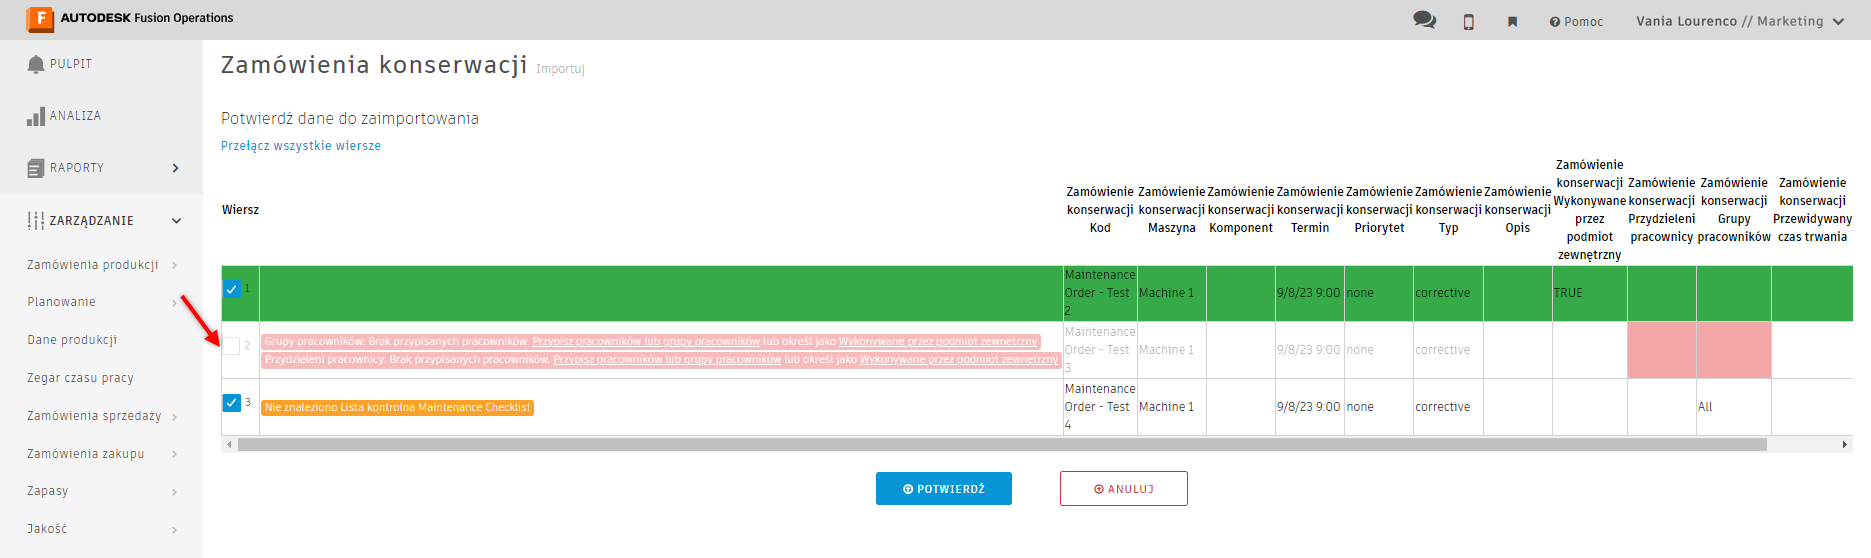 AUTODESK Fusion Operations
Pomoc
Vania Lourenco // Marketing
PULPIT
ANALIZA
RAPORTY
ZARZĄDZANIE
Zamówienia produkcji
Planowanie
Dane produkcji
Zegar czasu pracy
Zamówienia sprzedaży
Zamówienia zakupu
Zapasy
Jakość
Zamówienia konserwacji Importuj
Potwierdź dane do zaimportowania
Przełącz wszystkie wiersze
Wiersz
Zamówienie
konserwacji
Kod
Zamówienie
konserwacji
Maszyna
Zamówienie
konserwacji
Komponent
Zamówienie
konserwacji
Termin
Zamówienie
konserwacji
Priorytet
Zamówienie
konserwacji
Typ
Zamówienie
konserwacji
Opis
Zamówienie
konserwacji
Wykonywane
przez
podmiot
zewnętrzny
Zamówienie
konserwacji
Przydzieleni
pracownicy
Zamówienie
konserwacji
Grupy
pracowników
Zamówienie
konserwacji
Przewidywany
czas trwania
1
Maintenance
Order - Test
2
Machine 1
9/8/23 9:00
none
corrective
TRUE
2
Grupy pracowników: Brak przypisanych pracowników. Przypisz pracowników lub grupy pracowników lub określ jako Wykonywane przez podmiot zewnętrzny
Przydzieleni pracownicy: Brak przypisanych pracowników. Przypisz pracowników lub grupy pracowników lub określ jako Wykonywane przez podmiot zewnętrzny
Maintenance
Order - Test
3
Machine 1
9/8/23 9:00
none
corrective
3
Nie znaleziono Lista kontrolna Maintenance Checklist
Maintenance
Order - Test
4
Machine 1
9/8/23 9:00
none
corrective
All
POTWIERDŹ
ANULUJ